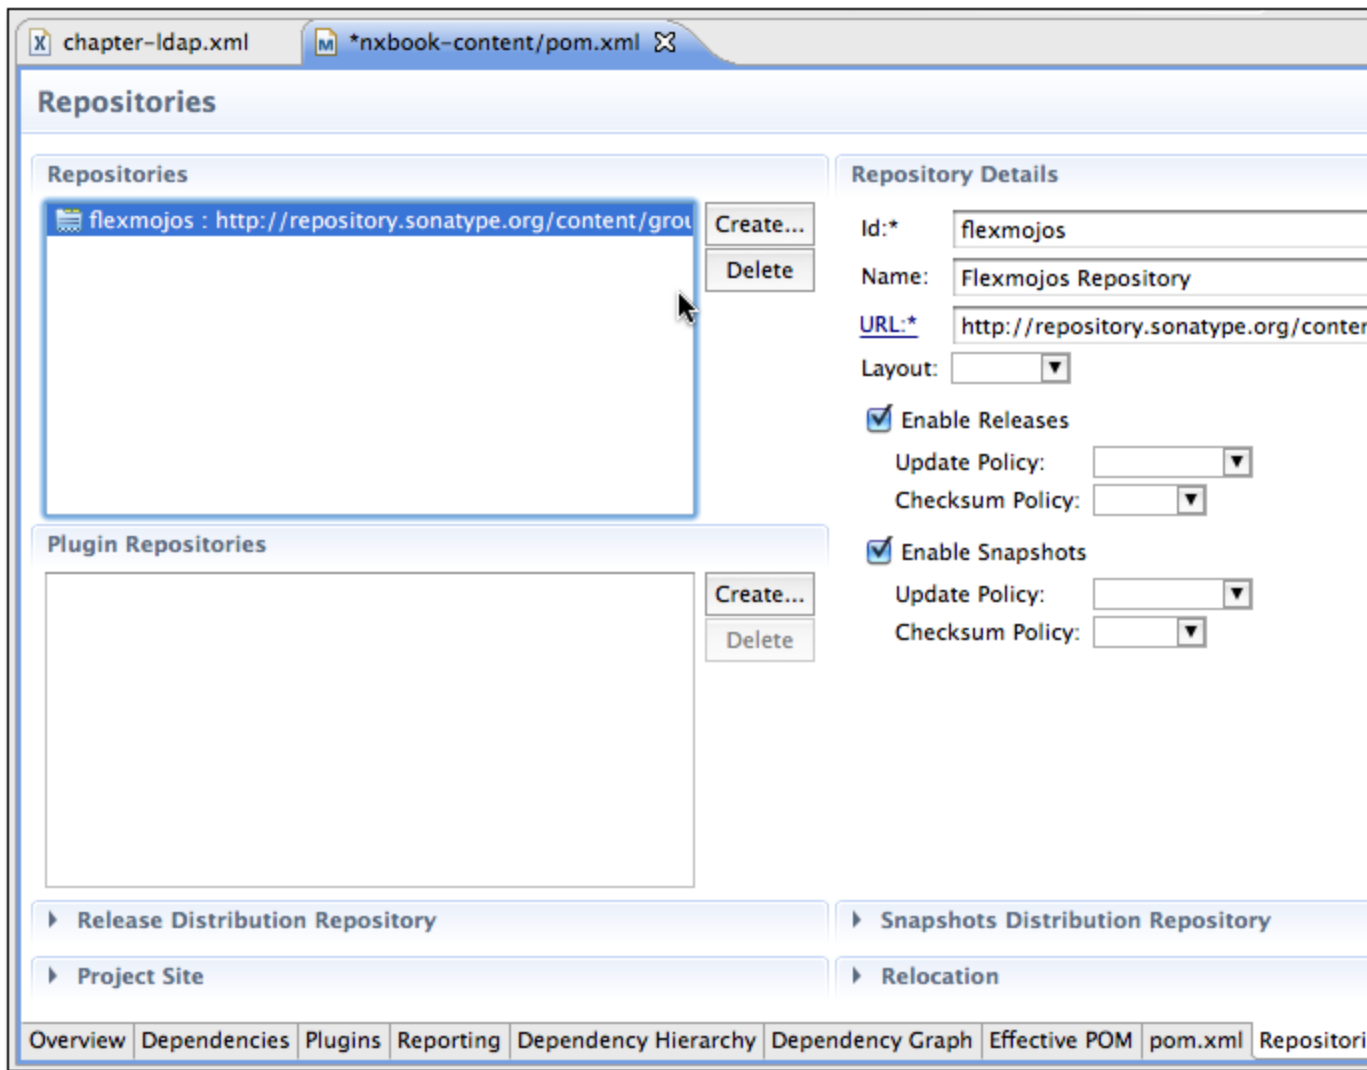 chapter-ldap.xml
*nxbook-content/pom.xml
Repositories
Repositories
flexmojos : http://repository.sonatype.org/content/grou
Create...
Delete
Repository Details
Id:* flexmojos
Name: Flexmojos Repository
URL:* http://repository.sonatype.org/conten
Layout:
Enable Releases
Update Policy:
Checksum Policy:
Enable Snapshots
Update Policy:
Checksum Policy:
Plugin Repositories
Create...
Delete
Release Distribution Repository
Snapshots Distribution Repository
Project Site
Relocation
Overview Dependencies Plugins Reporting Dependency Hierarchy Dependency Graph Effective POM pom.xml Repositori